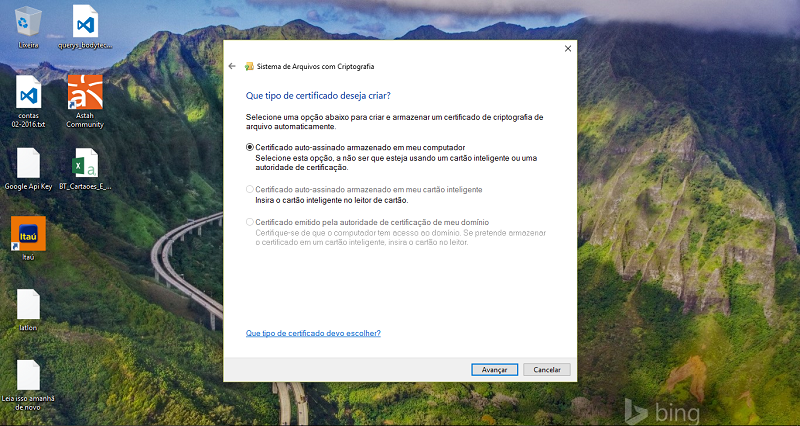 Lixeira
querys_bodytec...
contas
02-2016.txt
Astah
Community
Google Api Key
BT_Cartaoes_E_...
Itaú
Itaú
latlon
Leia isso amanhã
de novo
Sistema de Arquivos com Criptografia
Que tipo de certificado deseja criar?
Selecione uma opção abaixo para criar e armazenar um certificado de criptografia de
arquivo automaticamente.
Certificado auto-assinado armazenado em meu computador
Selecione esta opção, a não ser que esteja usando um cartão inteligente ou uma
autoridade de certificação.
Certificado auto-assinado armazenado em meu cartão inteligente
Insira o cartão inteligente no leitor de cartão.
Certificado emitido pela autoridade de certificação de meu domínio
Certifique-se de que o computador tem acesso ao domínio. Se pretende armazenar
o certificado em um cartão inteligente, insira o cartão no leitor.
Que tipo de certificado devo escolher?
Avançar
Cancelar
bing